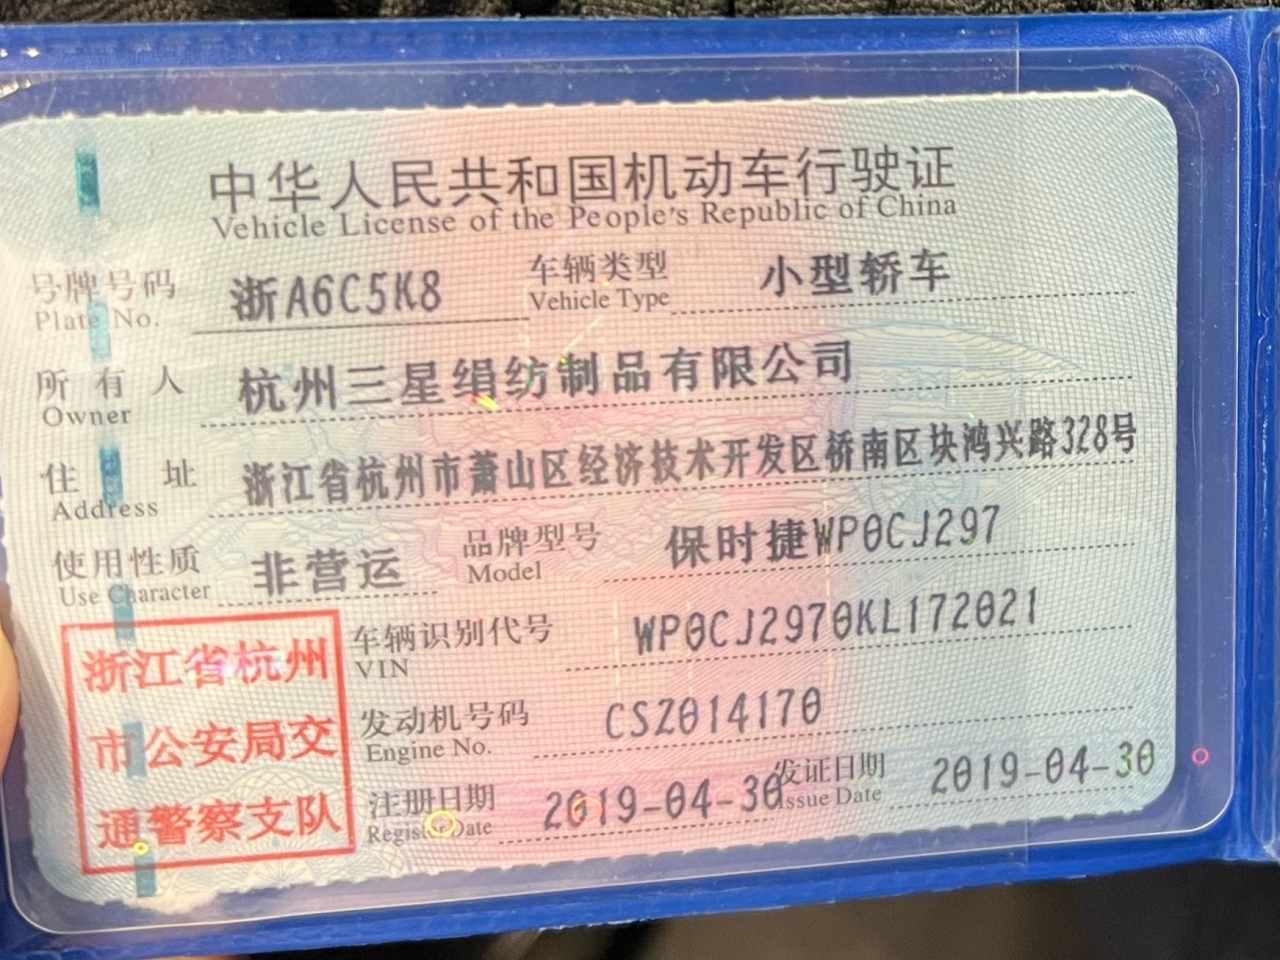 中华人民共和国机动车行驶证
Vehicle License of the People's Republic of China
号牌号码 浙A6C5K8 车辆类型 小型轿车
Plate No. Vehicle Type
所有人 杭州三星绢纺制品有限公司
Owner
住址 浙江省杭州市萧山区经济技术开发区桥南区块鸿兴路328号
Address
使用性质 非营运 品牌型号 保时捷WP0CJ297
Use Character Model
车辆识别代号 WP0CJ2970KL172021
VIN
发动机号码 CSZ014170
Engine No.
注册日期 2019-04-30 发证日期 2019-04-30
Register Date Issue Date
浙江省杭州
市公安局交
通警察支队